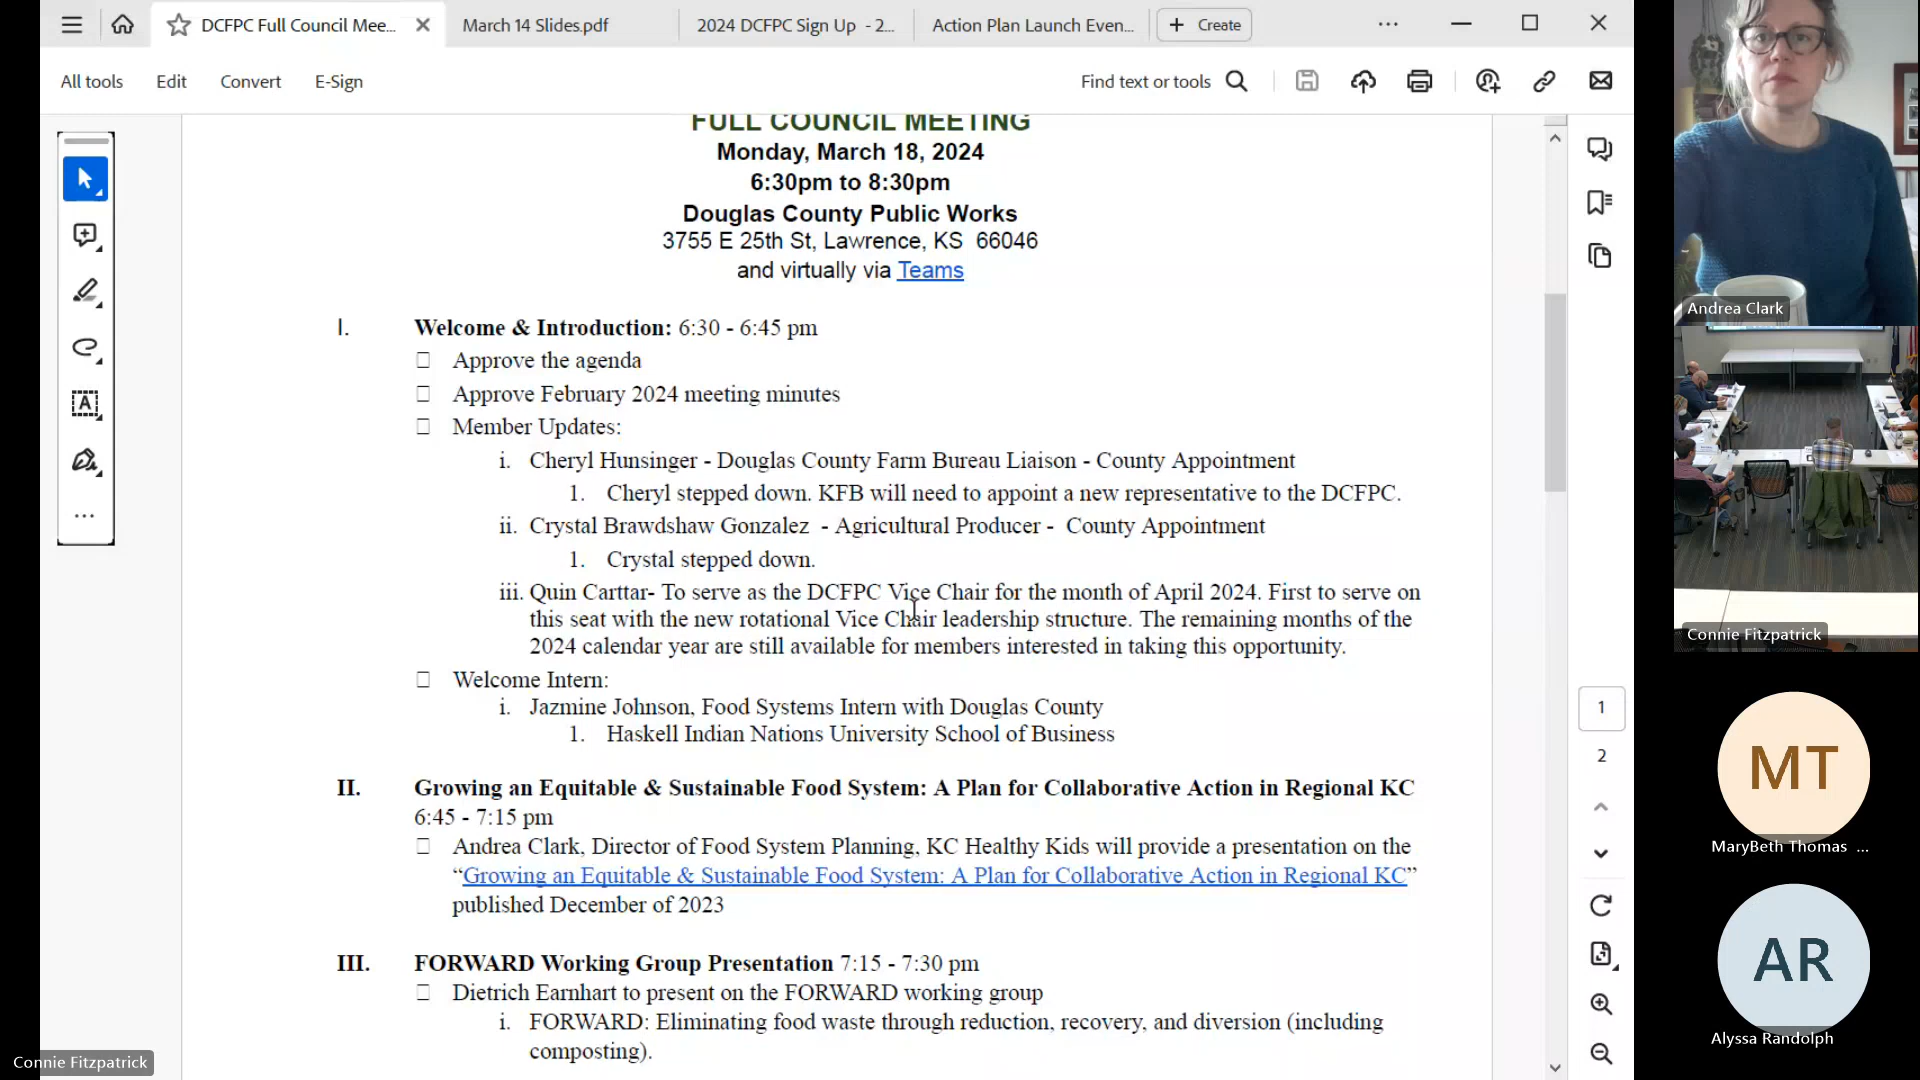 DCFPC Full Council Mee...
March 14 Slides.pdf
2024 DCFPC Sign Up - 2...
Action Plan Launch Even...
Create
All tools
Edit
Convert
E-Sign
Find text or tools
FULL COUNCIL MEETING
Monday, March 18, 2024
6:30pm to 8:30pm
Douglas County Public Works
3755 E 25th St, Lawrence, KS 66046
and virtually via Teams
I. Welcome & Introduction: 6:30 - 6:45 pm
Approve the agenda
Approve February 2024 meeting minutes
Member Updates:
i. Cheryl Hunsinger - Douglas County Farm Bureau Liaison - County Appointment
1. Cheryl stepped down. KFB will need to appoint a new representative to the DCFPC.
ii. Crystal Brawdshaw Gonzalez - Agricultural Producer - County Appointment
1. Crystal stepped down.
iii. Quin Carttar- To serve as the DCFPC Vice Chair for the month of April 2024. First to serve on
this seat with the new rotational Vice Chair leadership structure. The remaining months of the
2024 calendar year are still available for members interested in taking this opportunity.
Welcome Intern:
i. Jazmine Johnson, Food Systems Intern with Douglas County
1. Haskell Indian Nations University School of Business
II. Growing an Equitable & Sustainable Food System: A Plan for Collaborative Action in Regional KC
6:45 - 7:15 pm
Andrea Clark, Director of Food System Planning, KC Healthy Kids will provide a presentation on the
“Growing an Equitable & Sustainable Food System: A Plan for Collaborative Action in Regional KC”
published December of 2023
III. FORWARD Working Group Presentation 7:15 - 7:30 pm
Dietrich Earnhart to present on the FORWARD working group
i. FORWARD: Eliminating food waste through reduction, recovery, and diversion (including
composting).
1
2
Connie Fitzpatrick
Andrea Clark
Connie Fitzpatrick
MT
MaryBeth Thomas ...
AR
Alyssa Randolph